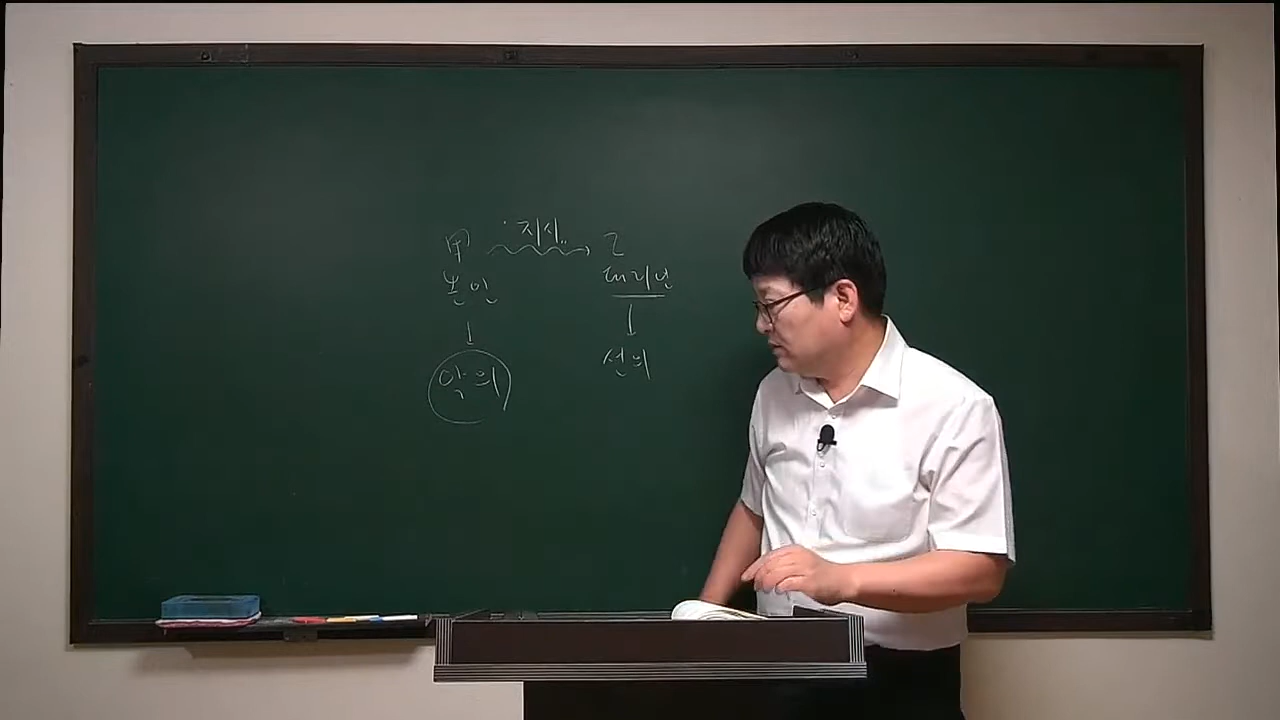 甲 지시 乙
본인 대리인
↓ ↓
악의 선의